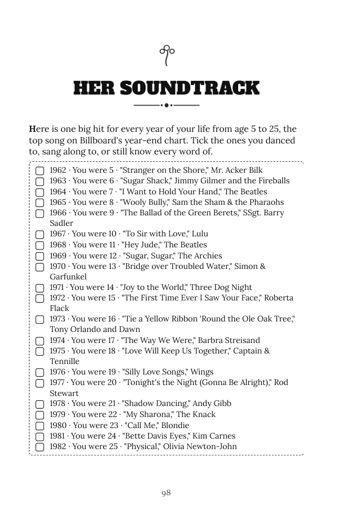 HER SOUNDTRACK
Here is one big hit for every year of your life from age 5 to 25, the
top song on Billboard's year-end chart. Tick the ones you danced
to, sang along to, or still know every word of.
1962 · You were 5 · "Stranger on the Shore," Mr. Acker Bilk
1963 · You were 6 · "Sugar Shack," Jimmy Gilmer and the Fireballs
1964 · You were 7 · "I Want to Hold Your Hand," The Beatles
1965 · You were 8 · "Wooly Bully," Sam the Sham & the Pharaohs
1966 · You were 9 · "The Ballad of the Green Berets," SSgt. Barry
Sadler
1967 · You were 10 · "To Sir with Love," Lulu
1968 · You were 11 · "Hey Jude," The Beatles
1969 · You were 12 · "Sugar, Sugar," The Archies
1970 · You were 13 · "Bridge over Troubled Water," Simon &
Garfunkel
1971 · You were 14 · "Joy to the World," Three Dog Night
1972 · You were 15 · "The First Time Ever I Saw Your Face," Roberta
Flack
1973 · You were 16 · "Tie a Yellow Ribbon 'Round the Ole Oak Tree,"
Tony Orlando and Dawn
1974 · You were 17 · "The Way We Were," Barbra Streisand
1975 · You were 18 · "Love Will Keep Us Together," Captain &
Tennille
1976 · You were 19 · "Silly Love Songs," Wings
1977 · You were 20 · "Tonight's the Night (Gonna Be Alright)," Rod
Stewart
1978 · You were 21 · "Shadow Dancing," Andy Gibb
1979 · You were 22 · "My Sharona," The Knack
1980 · You were 23 · "Call Me," Blondie
1981 · You were 24 · "Bette Davis Eyes," Kim Carnes
1982 · You were 25 · "Physical," Olivia Newton-John
98